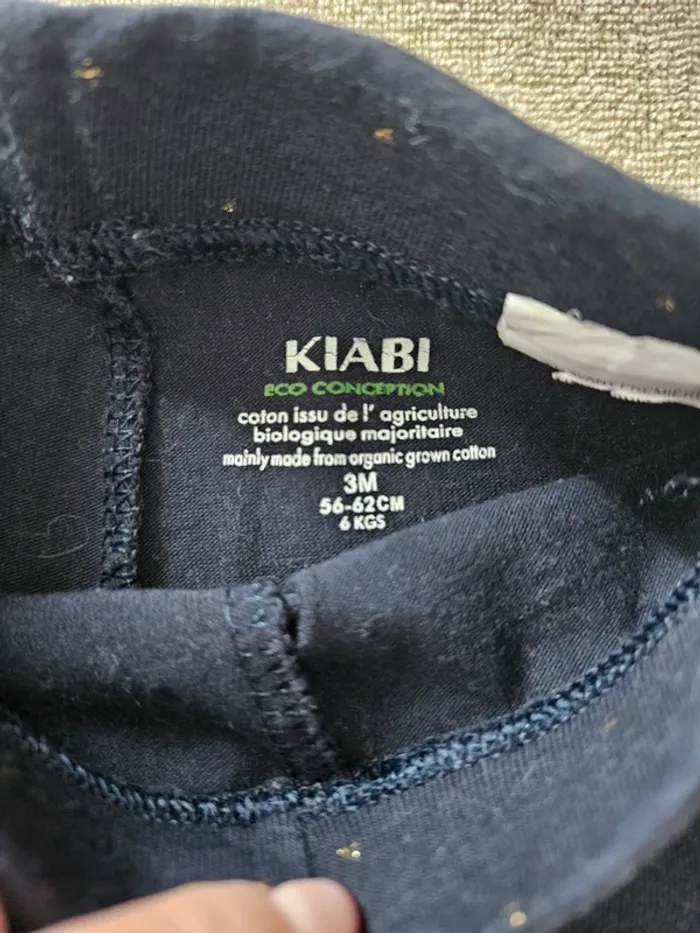 KIABI
ECO CONCEPTION
coton issu de l' agriculture
biologique majoritaire
mainly made from organic grown cotton
3M
56-62CM
6 KGS